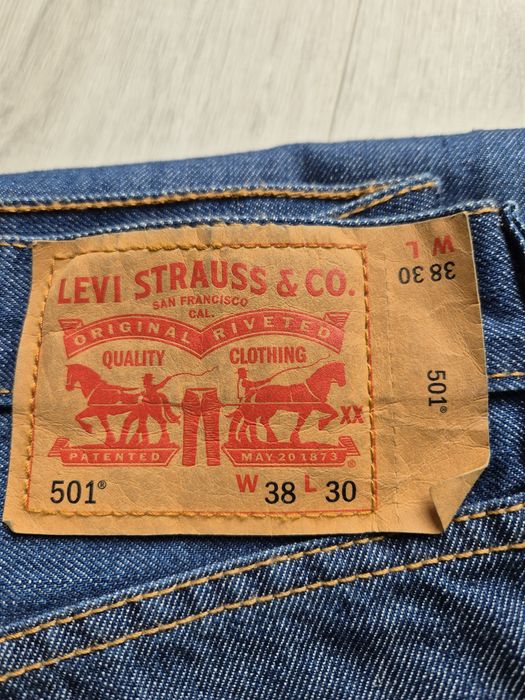 LEVI STRAUSS & CO.
SAN FRANCISCO
CAL.
ORIGINAL RIVETED
QUALITY CLOTHING
XX
PATENTED MAY 20 1873 ®
501® W 38 L 30
W L
38 30
501®